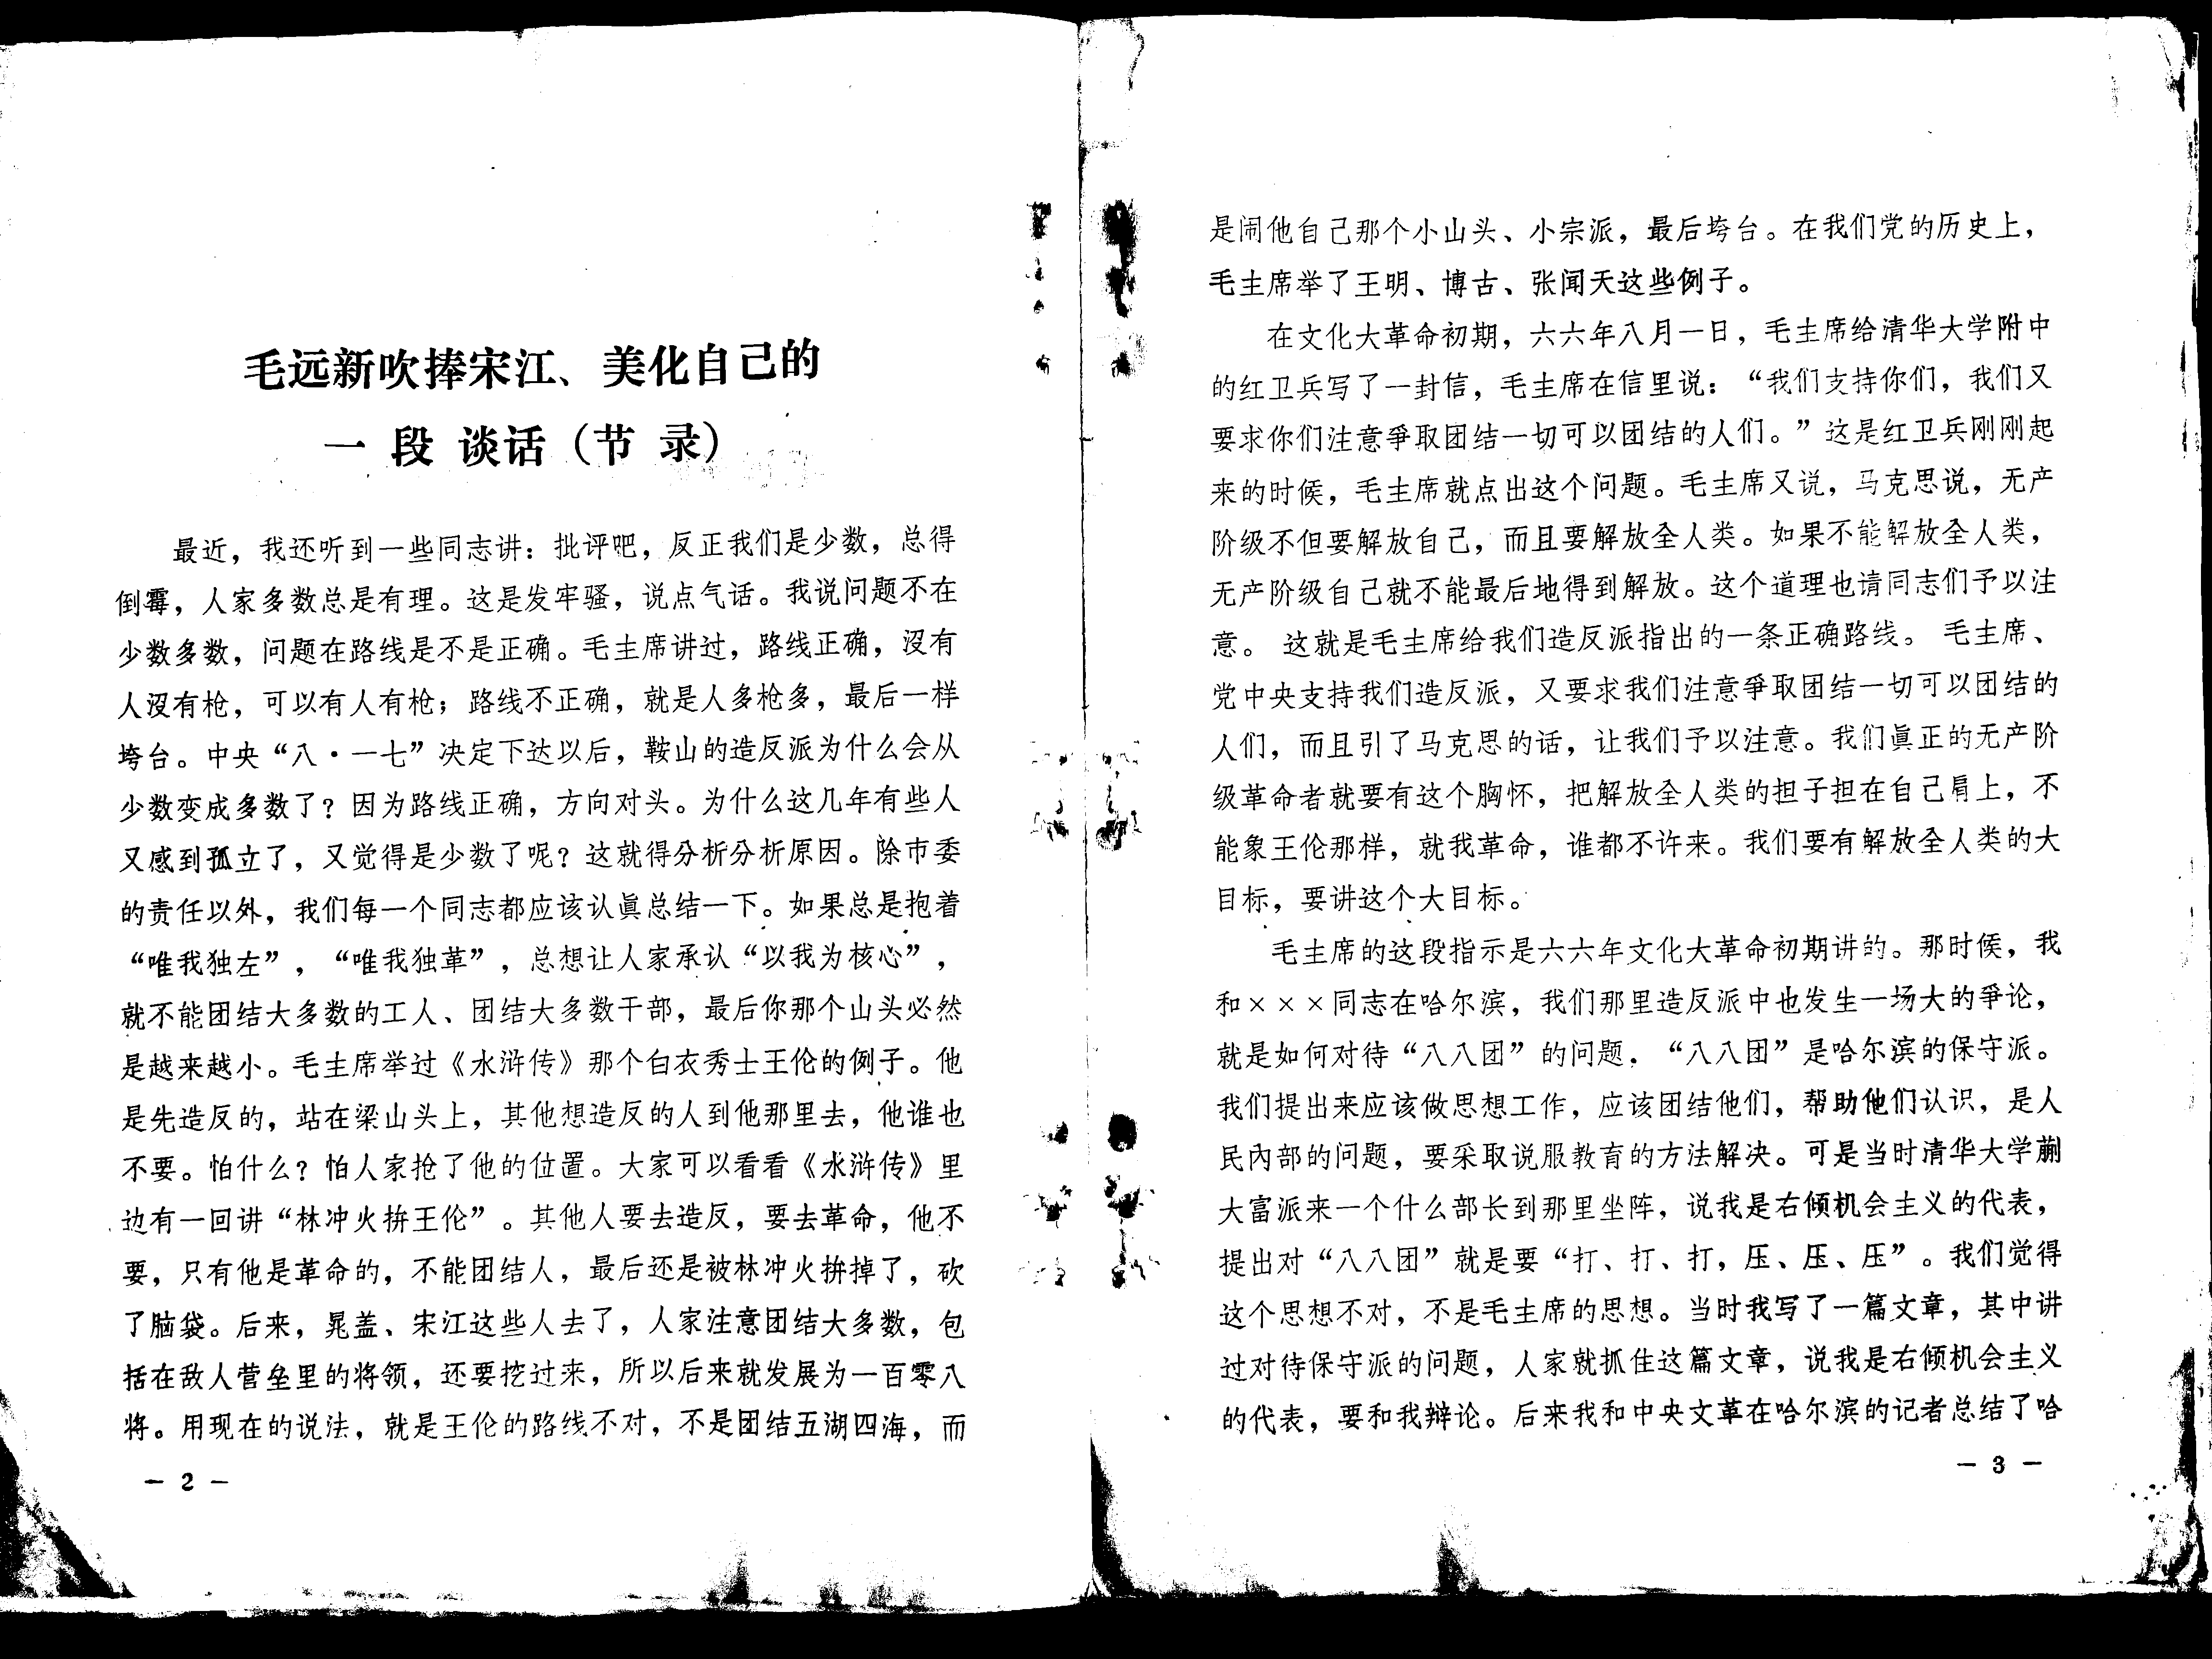 毛远新吹捧宋江、美化自己的
一段谈话（节录）
最近，我还听到一些同志讲：批评吧，反正我们是少数，总得
倒霉，人家多数总是有理。这是发牢骚，说点气话。我说问题不在
少数多数，问题在路线是不是正确。毛主席讲过，路线正确，沒有
人沒有枪，可以有人有枪；路线不正确，就是人多枪多，最后一样
垮台。中央“八·一七”决定下达以后，鞍山的造反派为什么会从
少数变成多数了？因为路线正确，方向对头。为什么这几年有些人
又感到孤立了，又觉得是少数了呢？这就得分析分析原因。除市委
的责任以外，我们每一个同志都应该认眞总结一下。如果总是抱着
“唯我独左”，“唯我独革”，总想让人家承认“以我为核心”，
就不能团结大多数的工人、团结大多数干部，最后你那个山头必然
是越来越小。毛主席举过《水浒传》那个白衣秀士王伦的例子。他
是先造反的，站在梁山头上，其他想造反的人到他那里去，他谁也
不要。怕什么？怕人家抢了他的位置。大家可以看看《水浒传》里
边有一回讲“林冲火拚王伦”。其他人要去造反，要去革命，他不
要，只有他是革命的，不能团结人，最后还是被林冲火拚掉了，砍
了脑袋。后来，晁盖、宋江这些人去了，人家注意团结大多数，包
括在敌人营垒里的将领，还要挖过来，所以后来就发展为一百零八
将。用现在的说法，就是王伦的路线不对，不是团结五湖四海，而
— 2 —
是闹他自己那个小山头、小宗派，最后垮台。在我们党的历史上，
毛主席举了王明、博古、张闻天这些例子。
在文化大革命初期，六六年八月一日，毛主席给清华大学附中
的红卫兵写了一封信，毛主席在信里说：“我们支持你们，我们又
要求你们注意爭取团结一切可以团结的人们。”这是红卫兵刚刚起
来的时候，毛主席就点出这个问题。毛主席又说，马克思说，无产
阶级不但要解放自己，而且要解放全人类。如果不能解放全人类，
无产阶级自己就不能最后地得到解放。这个道理也请同志们予以注
意。这就是毛主席给我们造反派指出的一条正确路线。毛主席、
党中央支持我们造反派，又要求我们注意爭取团结一切可以团结的
人们，而且引了马克思的话，让我们予以注意。我们眞正的无产阶
级革命者就要有这个胸怀，把解放全人类的担子担在自己肩上，不
能象王伦那样，就我革命，谁都不许来。我们要有解放全人类的大
目标，要讲这个大目标。
毛主席的这段指示是六六年文化大革命初期讲的。那时候，我
和×××同志在哈尔滨，我们那里造反派中也发生一场大的爭论，
就是如何对待“八八团”的问题．“八八团”是哈尔滨的保守派。
我们提出来应该做思想工作，应该团结他们，帮助他们认识，是人
民內部的问题，要采取说服教育的方法解决。可是当时清华大学蒯
大富派来一个什么部长到那里坐阵，说我是右倾机会主义的代表，
提出对“八八团”就是要“打、打、打，压、压、压”。我们觉得
这个思想不对，不是毛主席的思想。当时我写了一篇文章，其中讲
过对待保守派的问题，人家就抓住这篇文章，说我是右倾机会主义
的代表，要和我辩论。后来我和中央文革在哈尔滨的记者总结了哈
— 3 —